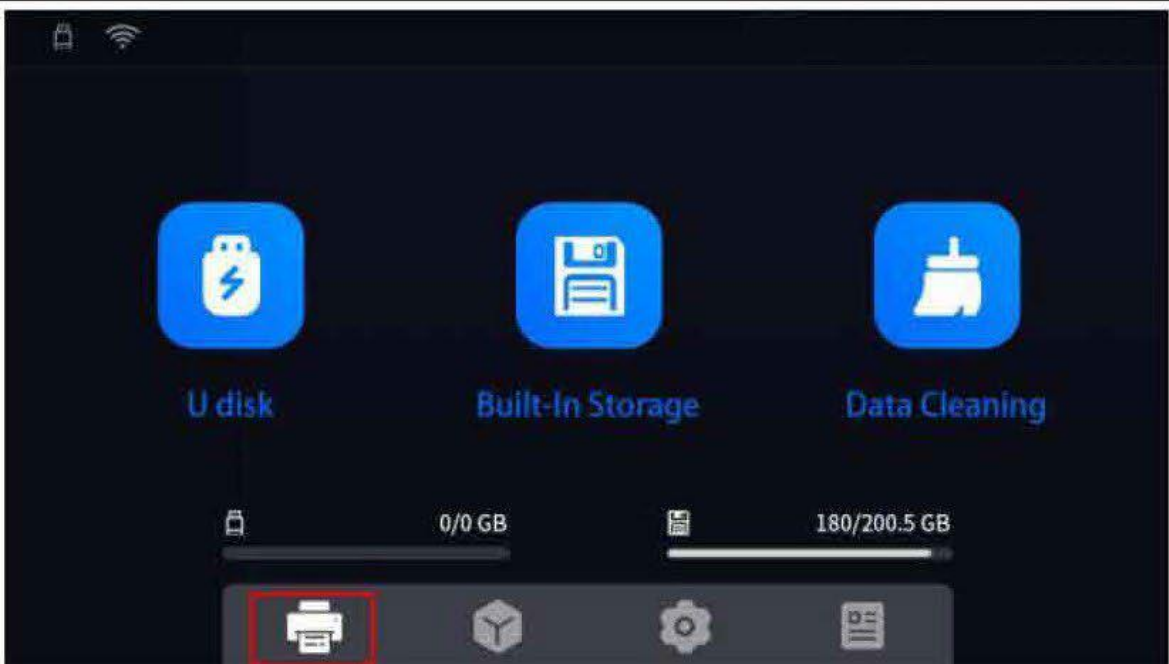 U disk
Built-In Storage
Data Cleaning
0/0 GB
180/200.5 GB